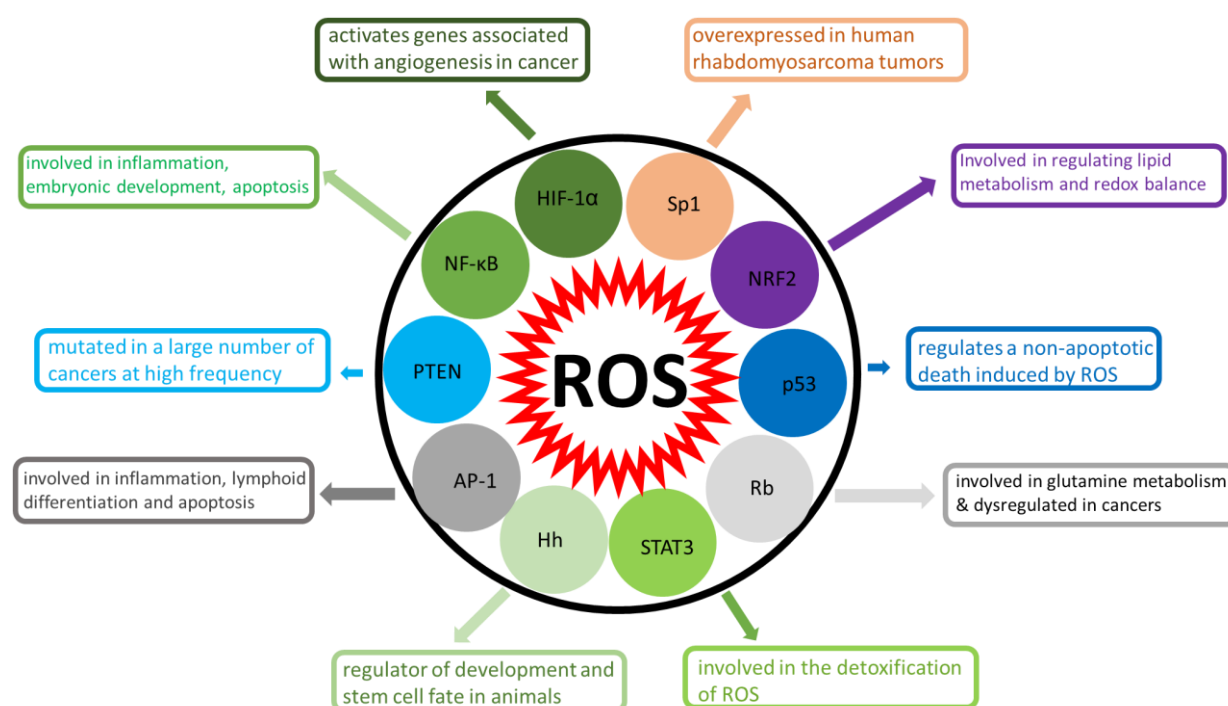 activates genes associated
with angiogenesis in cancer
overexpressed in human
rhabdomyosarcoma tumors
involved in inflammation,
embryonic development, apoptosis
Involved in regulating lipid
metabolism and redox balance
HIF-1α
Sp1
NF-κB
NRF2
mutated in a large number of
cancers at high frequency
PTEN
ROS
p53
regulates a non-apoptotic
death induced by ROS
involved in inflammation, lymphoid
differentiation and apoptosis
AP-1
Rb
involved in glutamine metabolism
& dysregulated in cancers
Hh
STAT3
regulator of development and
stem cell fate in animals
involved in the detoxification
of ROS